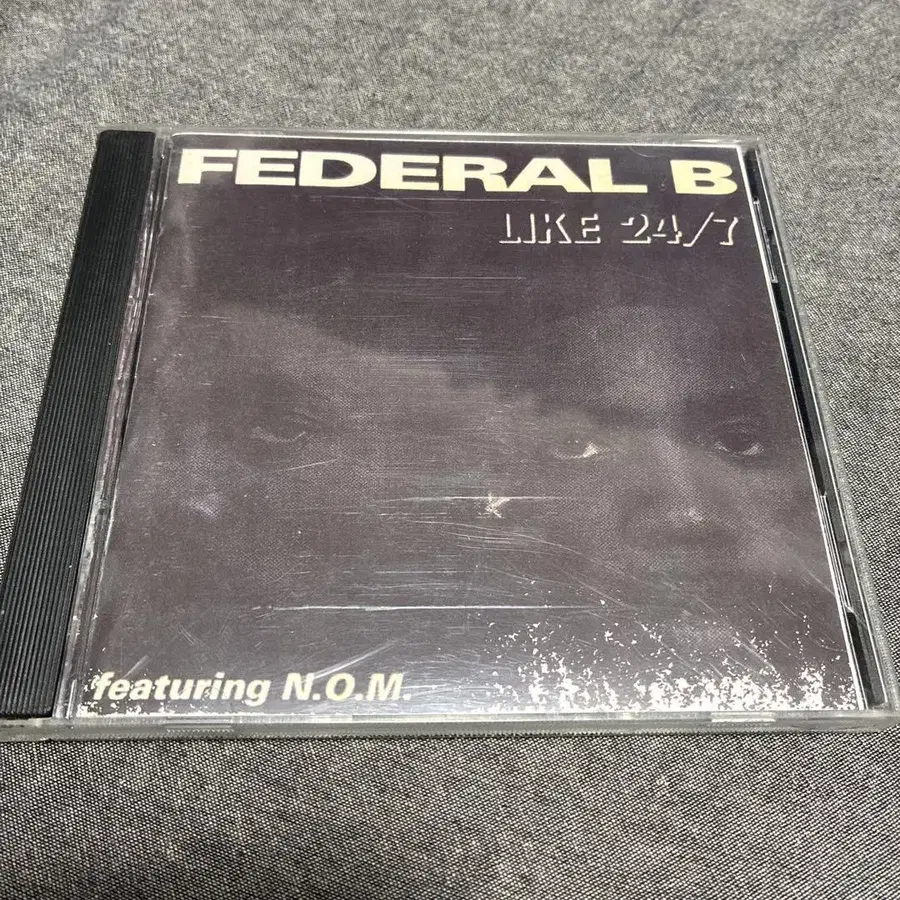 FEDERAL B
LIKE 24/7
featuring N.O.M.